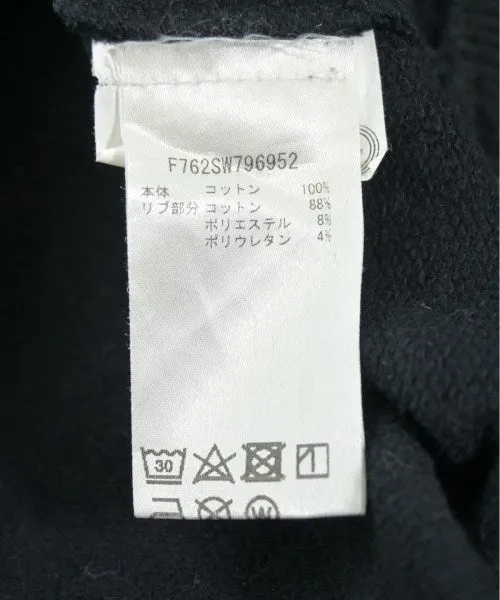 F762SW796952
本体 コットン 100%
リブ部分 コットン 88%
ポリエステル 8%
ポリウレタン 4%
30
W